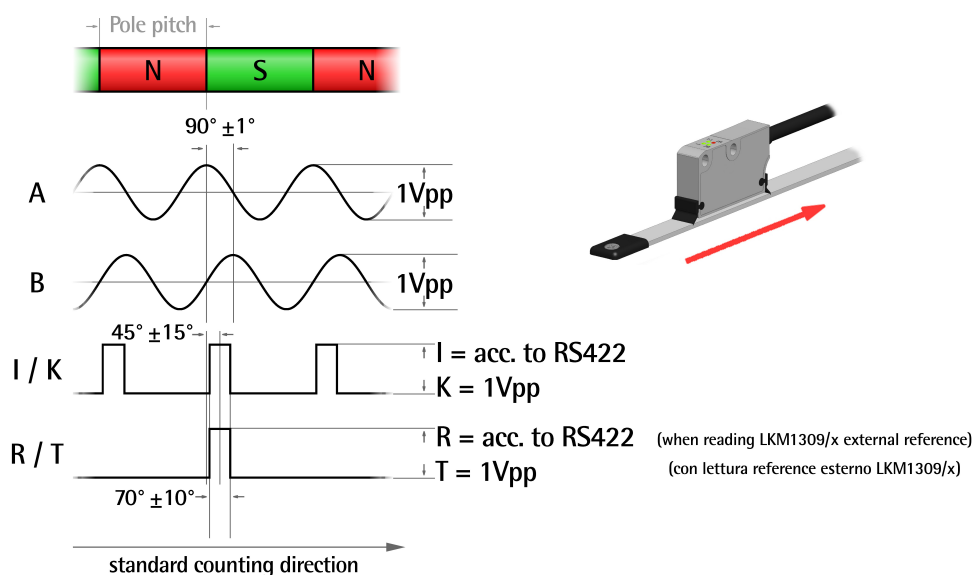 Pole pitch
N S N
90° ±1°
A
1Vpp
B
1Vpp
45° ±15°
I / K
I = acc. to RS422
K = 1Vpp
R / T
R = acc. to RS422 (when reading LKM1309/x external reference)
T = 1Vpp (con lettura reference esterno LKM1309/x)
70° ±10°
standard counting direction